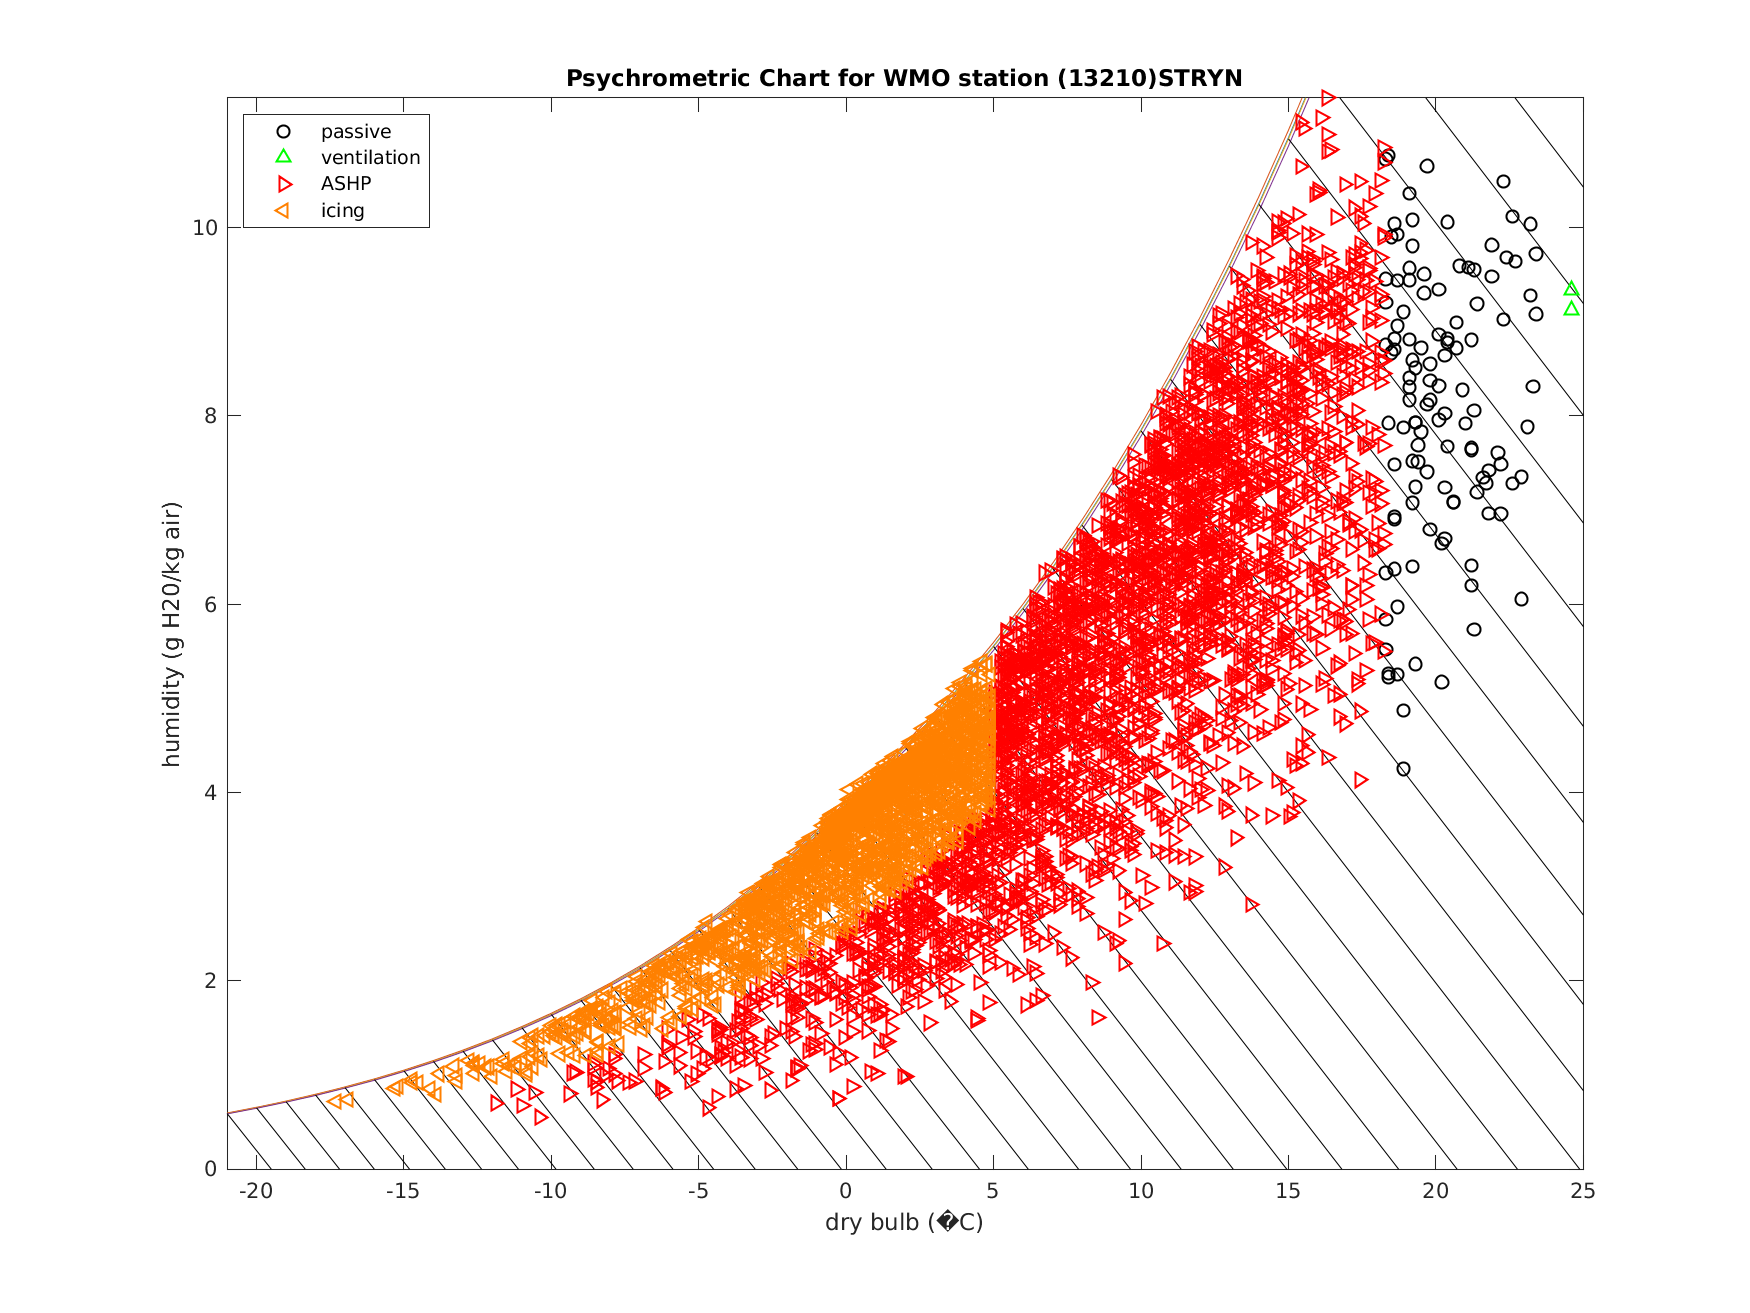 Psychrometric Chart for WMO station (13210)STRYN
passive
ventilation
ASHP
icing
humidity (g H20/kg air)
10
8
6
4
2
0
-20 -15 -10 -5 0 5 10 15 20 25
dry bulb (�C)